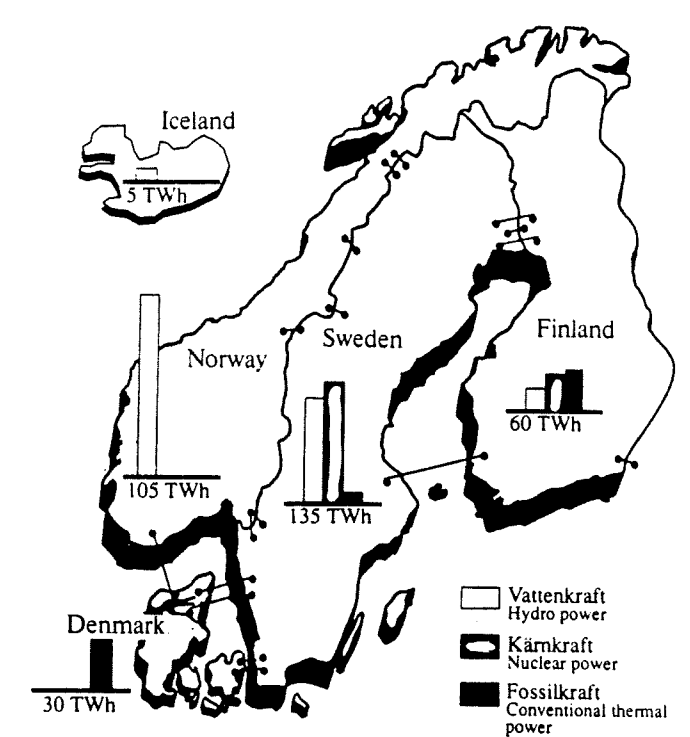 Iceland
5 TWh
Norway
Sweden
Finland
60 TWh
105 TWh
135 TWh
Denmark
30 TWh
Vattenkraft
Hydro power
Kärnkraft
Nuclear power
Fossilkraft
Conventional thermal
power